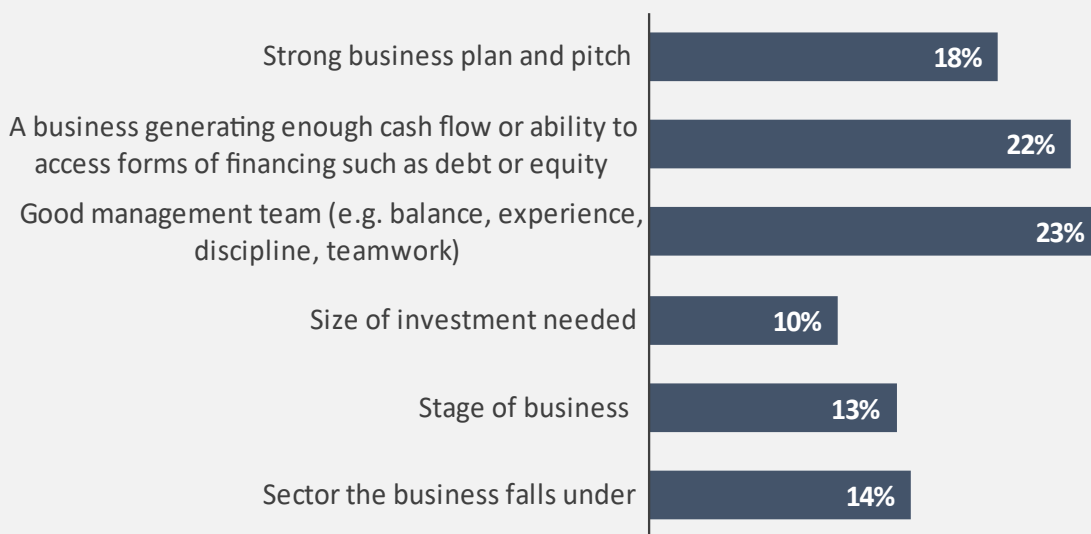 Strong business plan and pitch
18%
A business generating enough cash flow or ability to
access forms of financing such as debt or equity
22%
Good management team (e.g. balance, experience,
discipline, teamwork)
23%
Size of investment needed
10%
Stage of business
13%
Sector the business falls under
14%